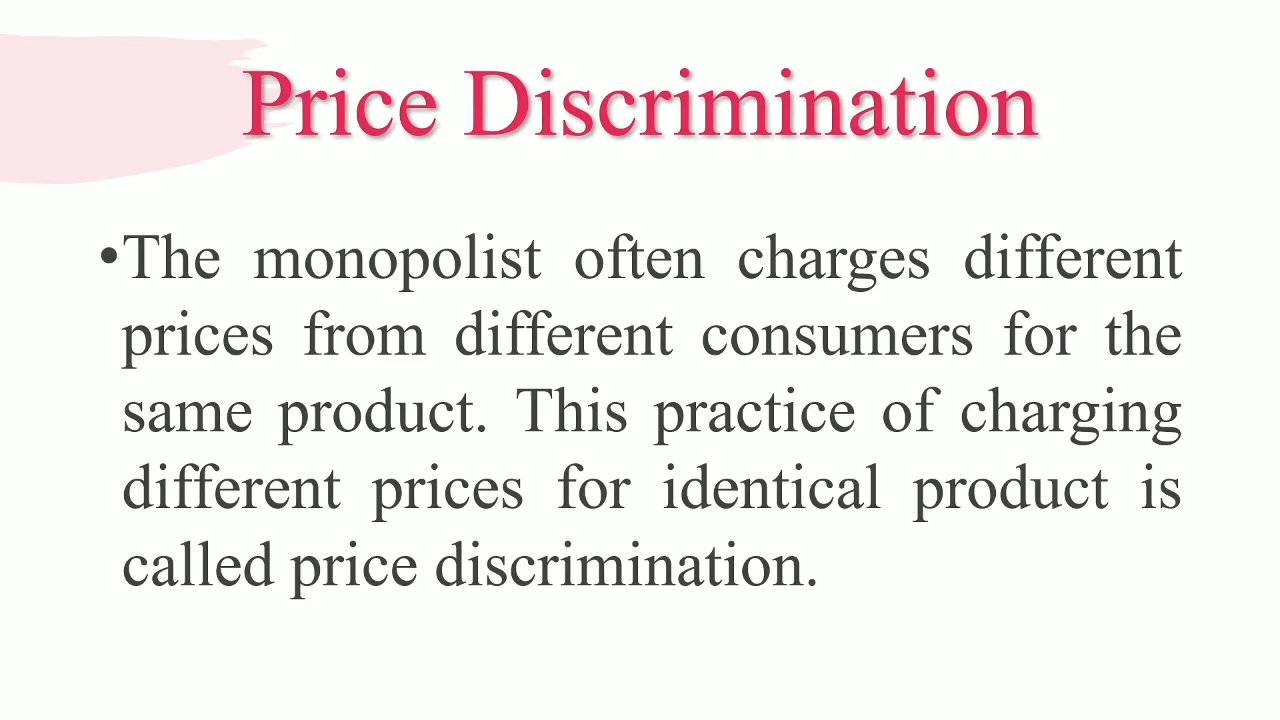 Price Discrimination
•The monopolist often charges different
prices from different consumers for the
same product. This practice of charging
different prices for identical product is
called price discrimination.